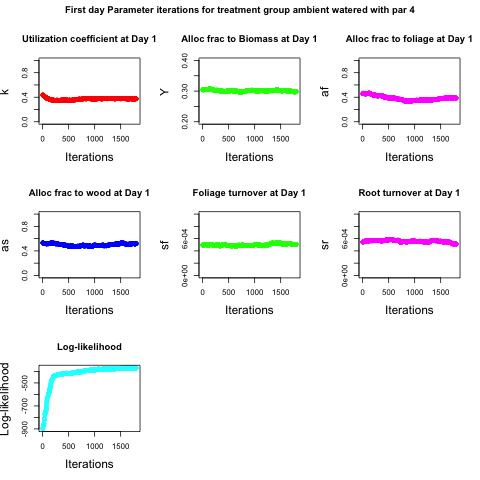 First day Parameter iterations for treatment group ambient watered with par 4
Utilization coefficient at Day 1
k
0.0 0.4 0.8
0 500 1000 1500
Iterations
Alloc frac to Biomass at Day 1
Y
0.20 0.30 0.40
0 500 1000 1500
Iterations
Alloc frac to foliage at Day 1
af
0.0 0.4 0.8
0 500 1000 1500
Iterations
Alloc frac to wood at Day 1
as
0.0 0.4 0.8
0 500 1000 1500
Iterations
Foliage turnover at Day 1
sf
0e+00 6e-04
0 500 1000 1500
Iterations
Root turnover at Day 1
sr
0e+00 6e-04
0 500 1000 1500
Iterations
Log-likelihood
Log-likelihood
-900 -700 -500
0 500 1000 1500
Iterations